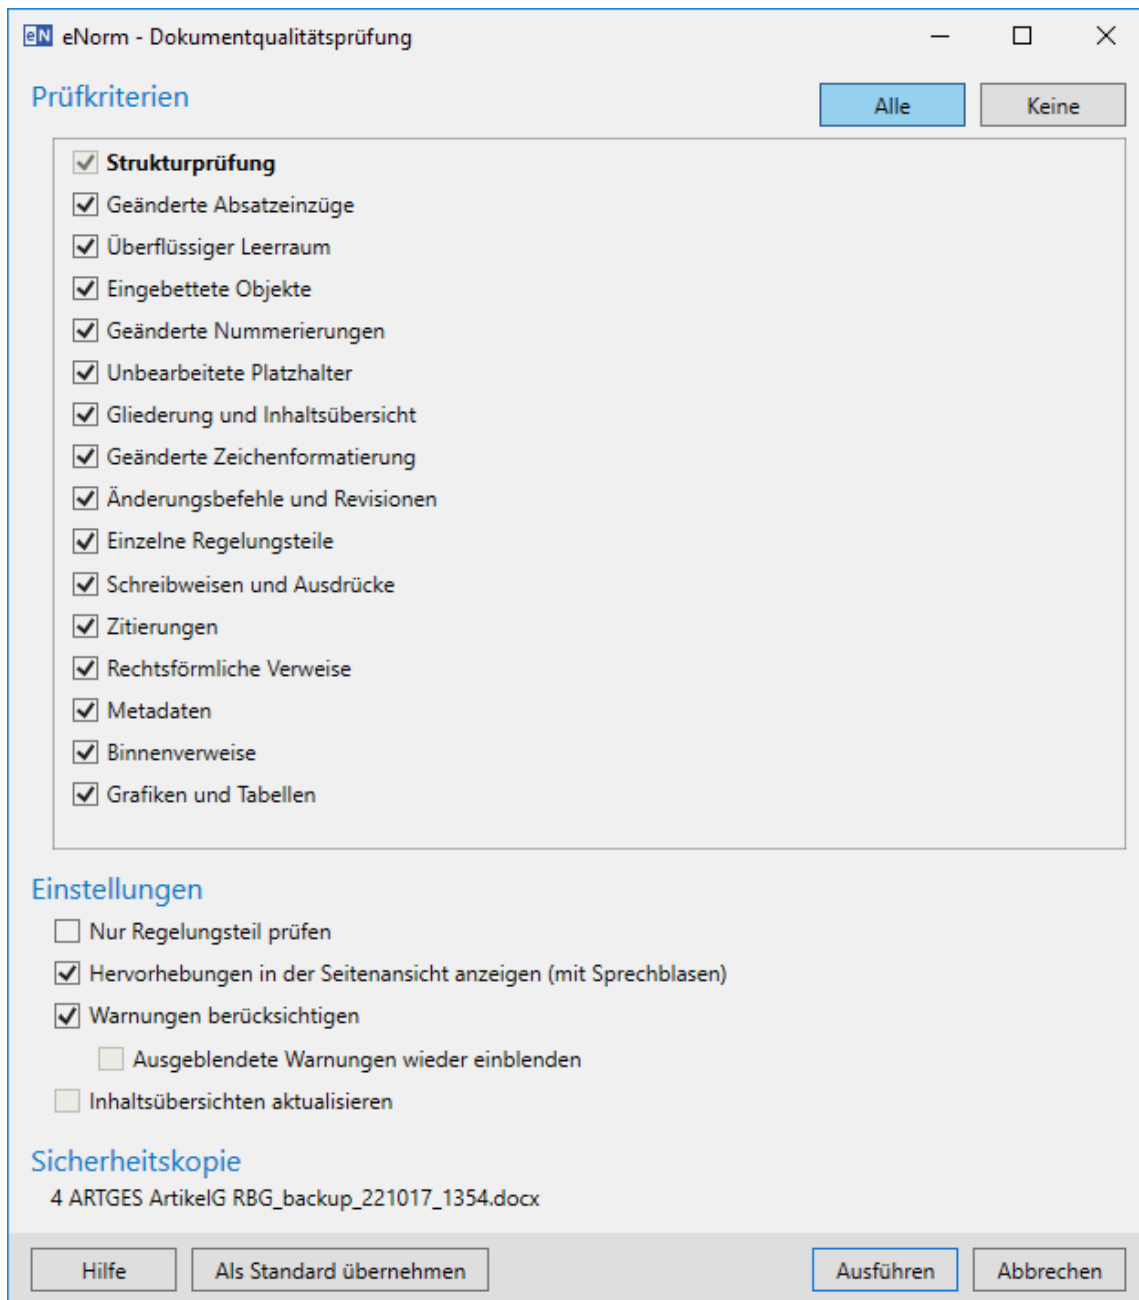 eN eNorm - Dokumentqualitätsprüfung
Prüfkriterien
Alle
Keine
Strukturprüfung
Geänderte Absatzeinzüge
Überflüssiger Leerraum
Eingebettete Objekte
Geänderte Nummerierungen
Unbearbeitete Platzhalter
Gliederung und Inhaltsübersicht
Geänderte Zeichenformatierung
Änderungsbefehle und Revisionen
Einzelne Regelungsteile
Schreibweisen und Ausdrücke
Zitierungen
Rechtsförmliche Verweise
Metadaten
Binnenverweise
Grafiken und Tabellen
Einstellungen
Nur Regelungsteil prüfen
Hervorhebungen in der Seitenansicht anzeigen (mit Sprechblasen)
Warnungen berücksichtigen
Ausgeblendete Warnungen wieder einblenden
Inhaltsübersichten aktualisieren
Sicherheitskopie
4 ARTGES ArtikelG RBG_backup_221017_1354.docx
Hilfe
Als Standard übernehmen
Ausführen
Abbrechen